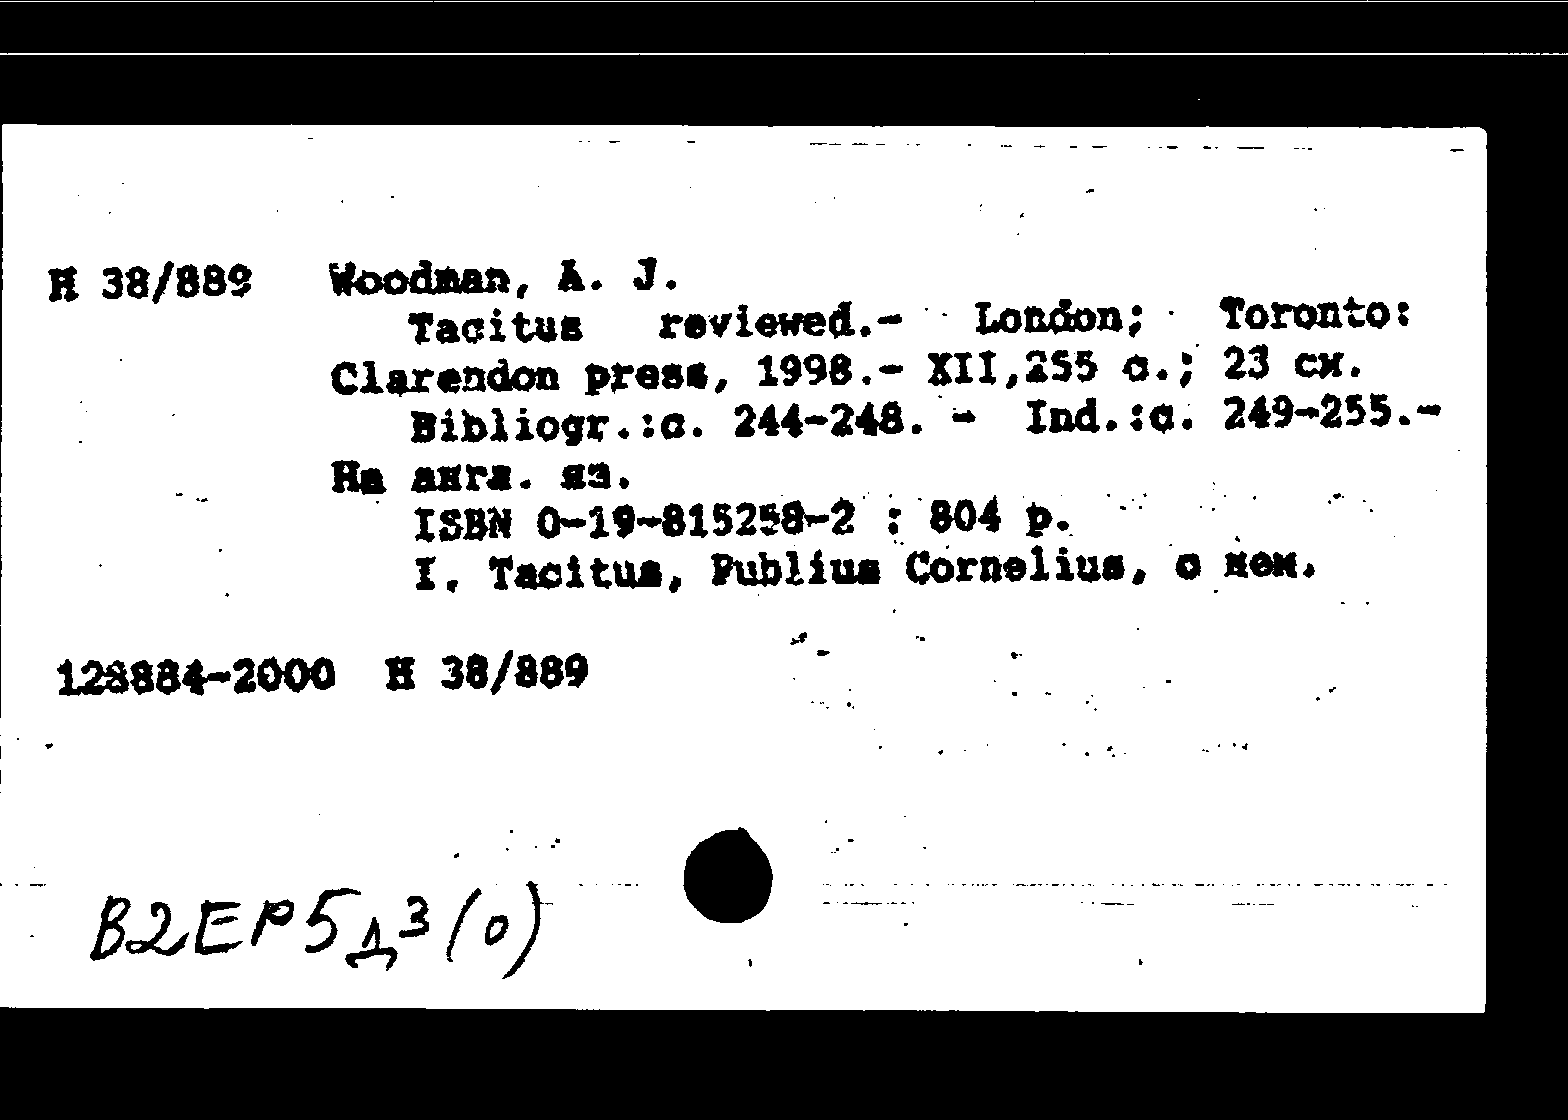 Н 38/889 Woodman, A. J.
Tacitus reviewed.- London; Toronto:
Clarendon press, 1998.- XII,255 с.; 23 см.
Bibliogr.:с. 244-248. - Ind.:с. 249-255.-
На англ. яз.
ISBN 0-19-815258-2 : 804 р.
I. Tacitus, Publius Cornelius, о нем.
128884-2000 Н 38/889
В2ЕР5д3(0)